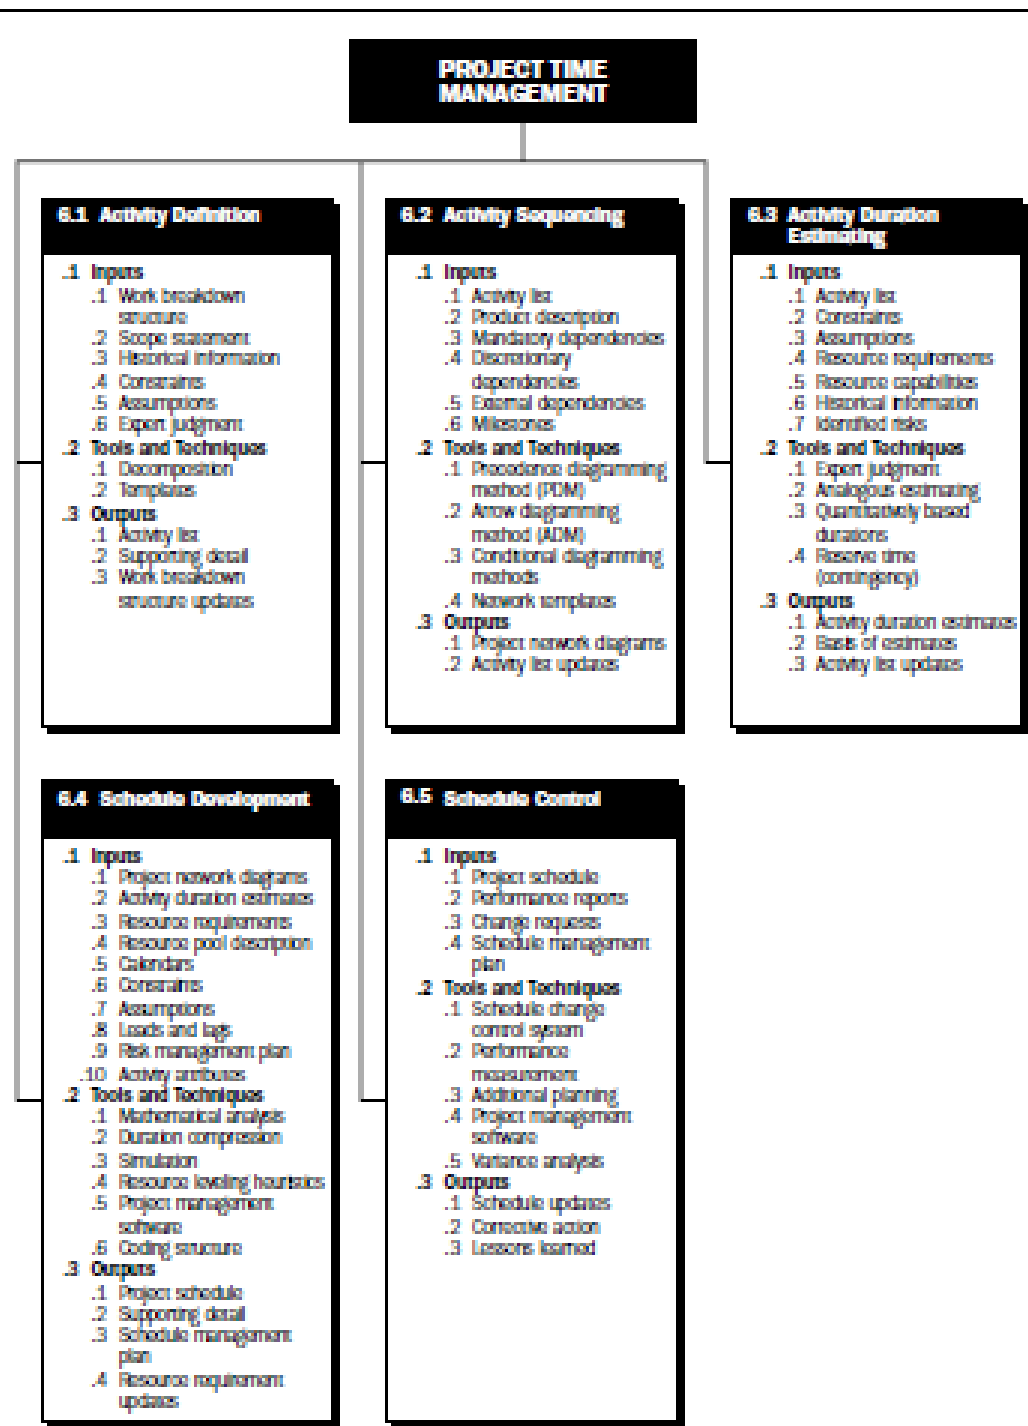 PROJECT TIME
MANAGEMENT
6.1 Activity Definition
.1 Inputs
.1 Work breakdown
structure
.2 Scope statement
.3 Historical information
.4 Constraints
.5 Assumptions
.6 Expert judgment
.2 Tools and Techniques
.1 Decomposition
.2 Templates
.3 Outputs
.1 Activity list
.2 Supporting detail
.3 Work breakdown
structure updates
6.2 Activity Sequencing
.1 Inputs
.1 Activity list
.2 Product description
.3 Mandatory dependencies
.4 Discretionary
dependencies
.5 External dependencies
.6 Milestones
.2 Tools and Techniques
.1 Precedence diagramming
method (PDM)
.2 Arrow diagramming
method (ADM)
.3 Conditional diagramming
methods
.4 Network templates
.3 Outputs
.1 Project network diagrams
.2 Activity list updates
6.3 Activity Duration
Estimating
.1 Inputs
.1 Activity list
.2 Constraints
.3 Assumptions
.4 Resource requirements
.5 Resource capabilities
.6 Historical information
.7 Identified risks
.2 Tools and Techniques
.1 Expert judgment
.2 Analogous estimating
.3 Quantitatively based
durations
.4 Reserve time
(contingency)
.3 Outputs
.1 Activity duration estimates
.2 Basis of estimates
.3 Activity list updates
6.4 Schedule Development
.1 Inputs
.1 Project network diagrams
.2 Activity duration estimates
.3 Resource requirements
.4 Resource pool description
.5 Calendars
.6 Constraints
.7 Assumptions
.8 Leads and lags
.9 Risk management plan
.10 Activity attributes
.2 Tools and Techniques
.1 Mathematical analysis
.2 Duration compression
.3 Simulation
.4 Resource leveling heuristics
.5 Project management
software
.6 Coding structure
.3 Outputs
.1 Project schedule
.2 Supporting detail
.3 Schedule management
plan
.4 Resource requirement
updates
6.5 Schedule Control
.1 Inputs
.1 Project schedule
.2 Performance reports
.3 Change requests
.4 Schedule management
plan
.2 Tools and Techniques
.1 Schedule change
control system
.2 Performance
measurement
.3 Additional planning
.4 Project management
software
.5 Variance analysis
.3 Outputs
.1 Schedule updates
.2 Corrective action
.3 Lessons learned